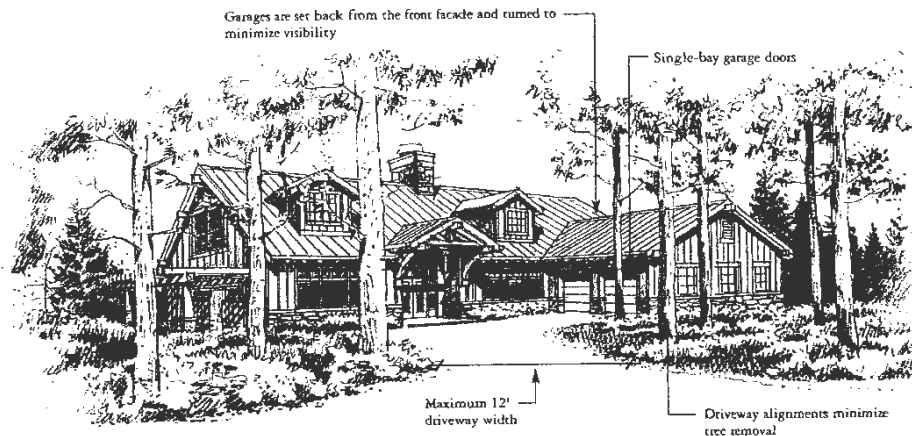 Garages are set back from the front facade and turned to
minimize visibility
Single-bay garage doors
Maximum 12'
driveway width
Driveway alignments minimize
tree removal